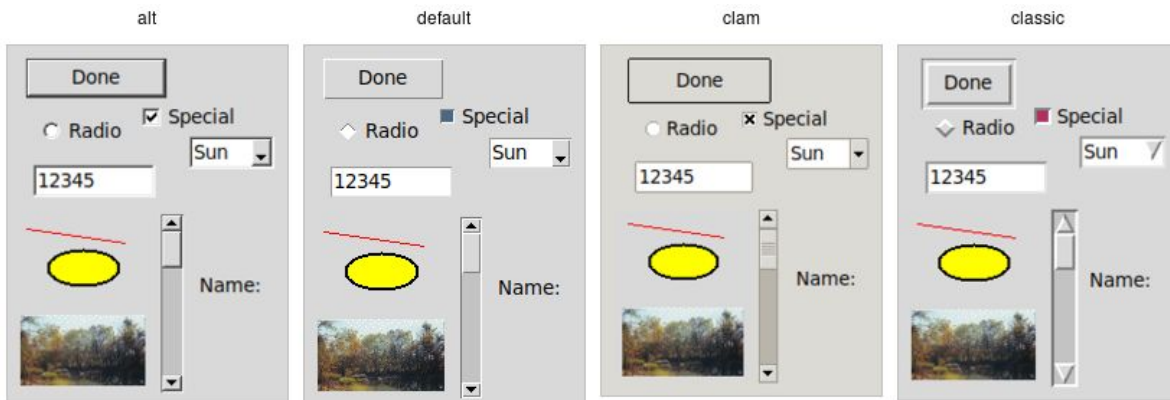 alt
Done
Radio
Special
Sun
12345
Name:
default
Done
Radio
Special
Sun
12345
Name:
clam
Done
Radio
Special
Sun
12345
Name:
classic
Done
Radio
Special
Sun
12345
Name: